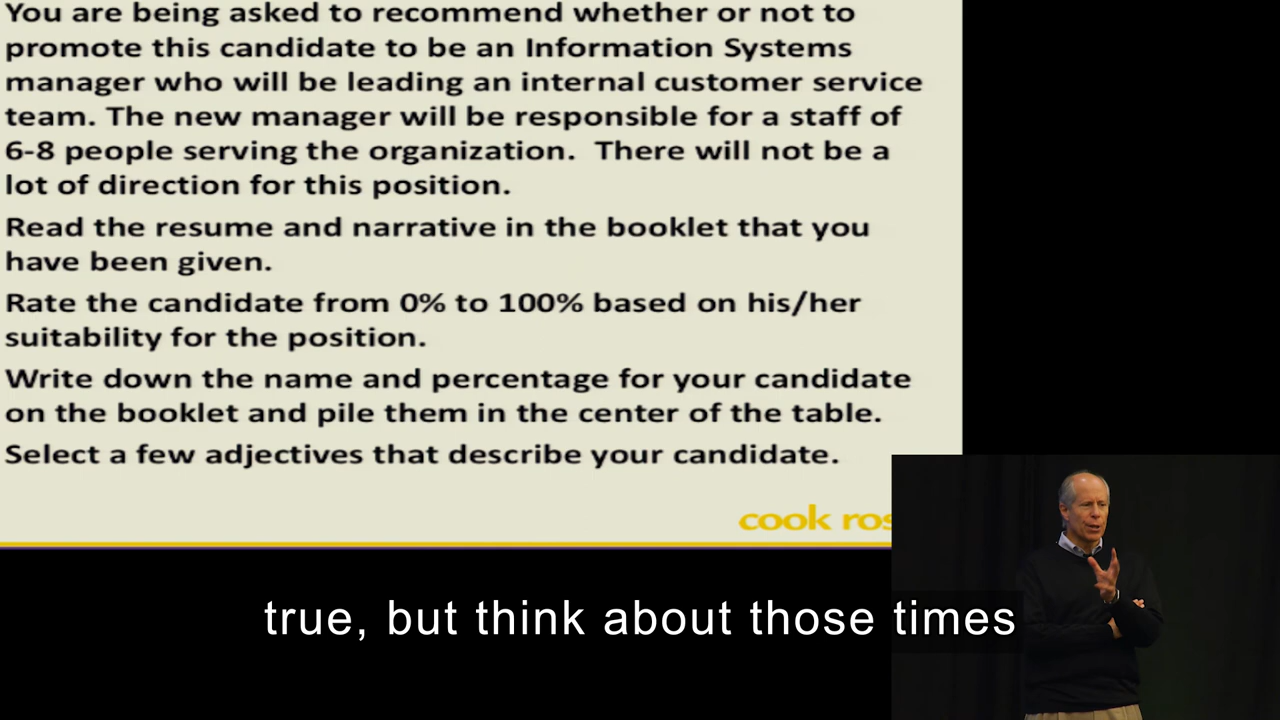 You are being asked to recommend whether or not to
promote this candidate to be an Information Systems
manager who will be leading an internal customer service
team. The new manager will be responsible for a staff of
6-8 people serving the organization.  There will not be a
lot of direction for this position.
Read the resume and narrative in the booklet that you
have been given.
Rate the candidate from 0% to 100% based on his/her
suitability for the position.
Write down the name and percentage for your candidate
on the booklet and pile them in the center of the table.
Select a few adjectives that describe your candidate.
cook ros
true, but think about those times